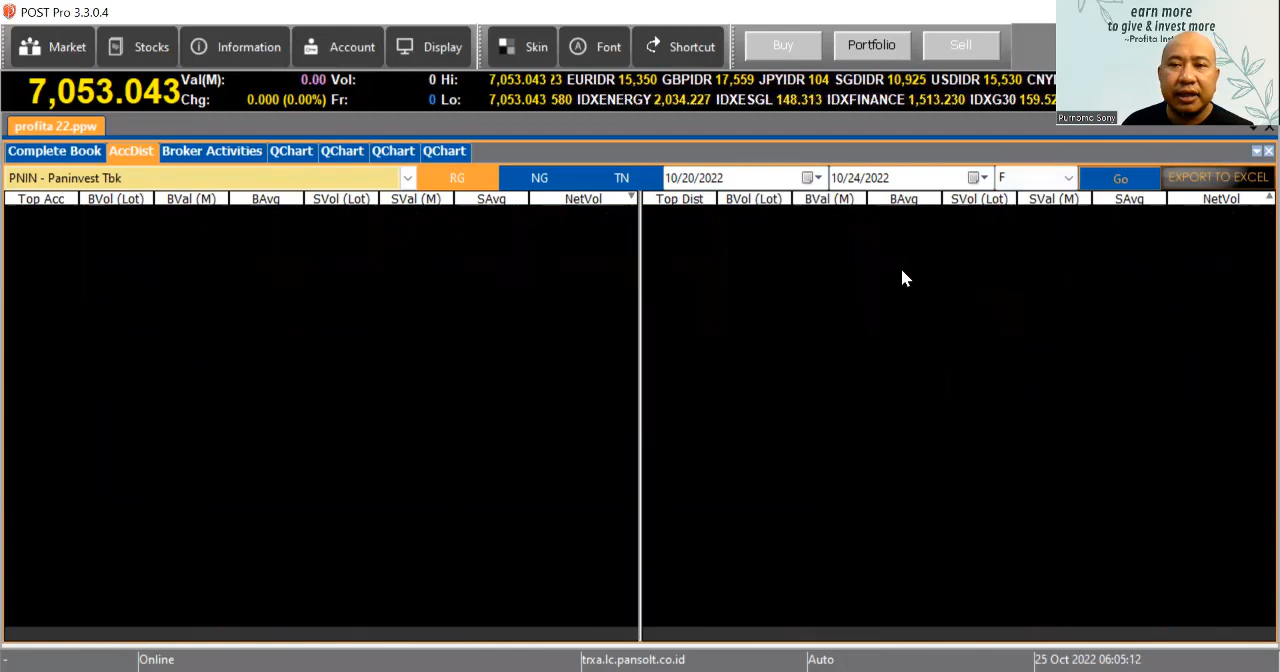 POST Pro 3.3.0.4
earn more
to give & invest more
Market Stocks Information Account Display Skin Font Shortcut Buy Portfolio Sell
7,053.043 Val(M): 0.00 Vol: 0 Hi: 7,053.043 23 EURIDR 15,350 GBPIDR 17,559 JPYIDR 104 SGDIDR 10,925 USDIDR 15,530 CNY
Chg: 0.000 (0.00%) Fr: 0 Lo: 7,053.043 580 IDXENERGY 2,034.227 IDXESGL 148.313 IDXFINANCE 1,513.230 IDXG30 159.52
Purnomo Sony
profita 22.ppw
Complete Book AccDist Broker Activities QChart QChart QChart QChart
PNIN - Paninvest Tbk RG NG TN 10/20/2022 10/24/2022 F Go EXPORT TO EXCEL
Top Acc BVol (Lot) BVal (M) BAvg SVol (Lot) SVal (M) SAvg NetVol Top Dist BVol (Lot) BVal (M) BAvg SVol (Lot) SVal (M) SAvg NetVol
- Online trxa.lc.pansolt.co.id Auto 25 Oct 2022 06:05:12